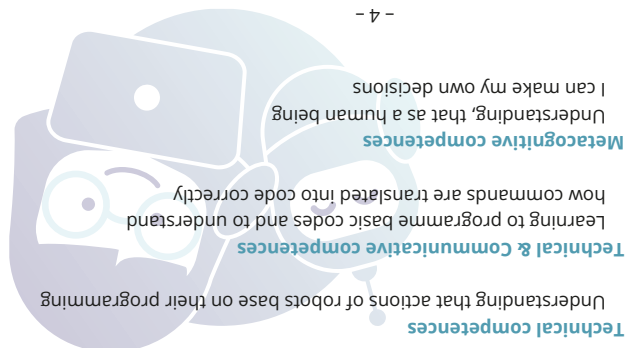 Technical competences
Understanding that actions of robots base on their programming
Technical & Communicative competences
Learning to programme basic codes and to understand
how commands are translated into code correctly
Metacognitive competences
Understanding, that as a human being
I can make my own decisions
– 4 –